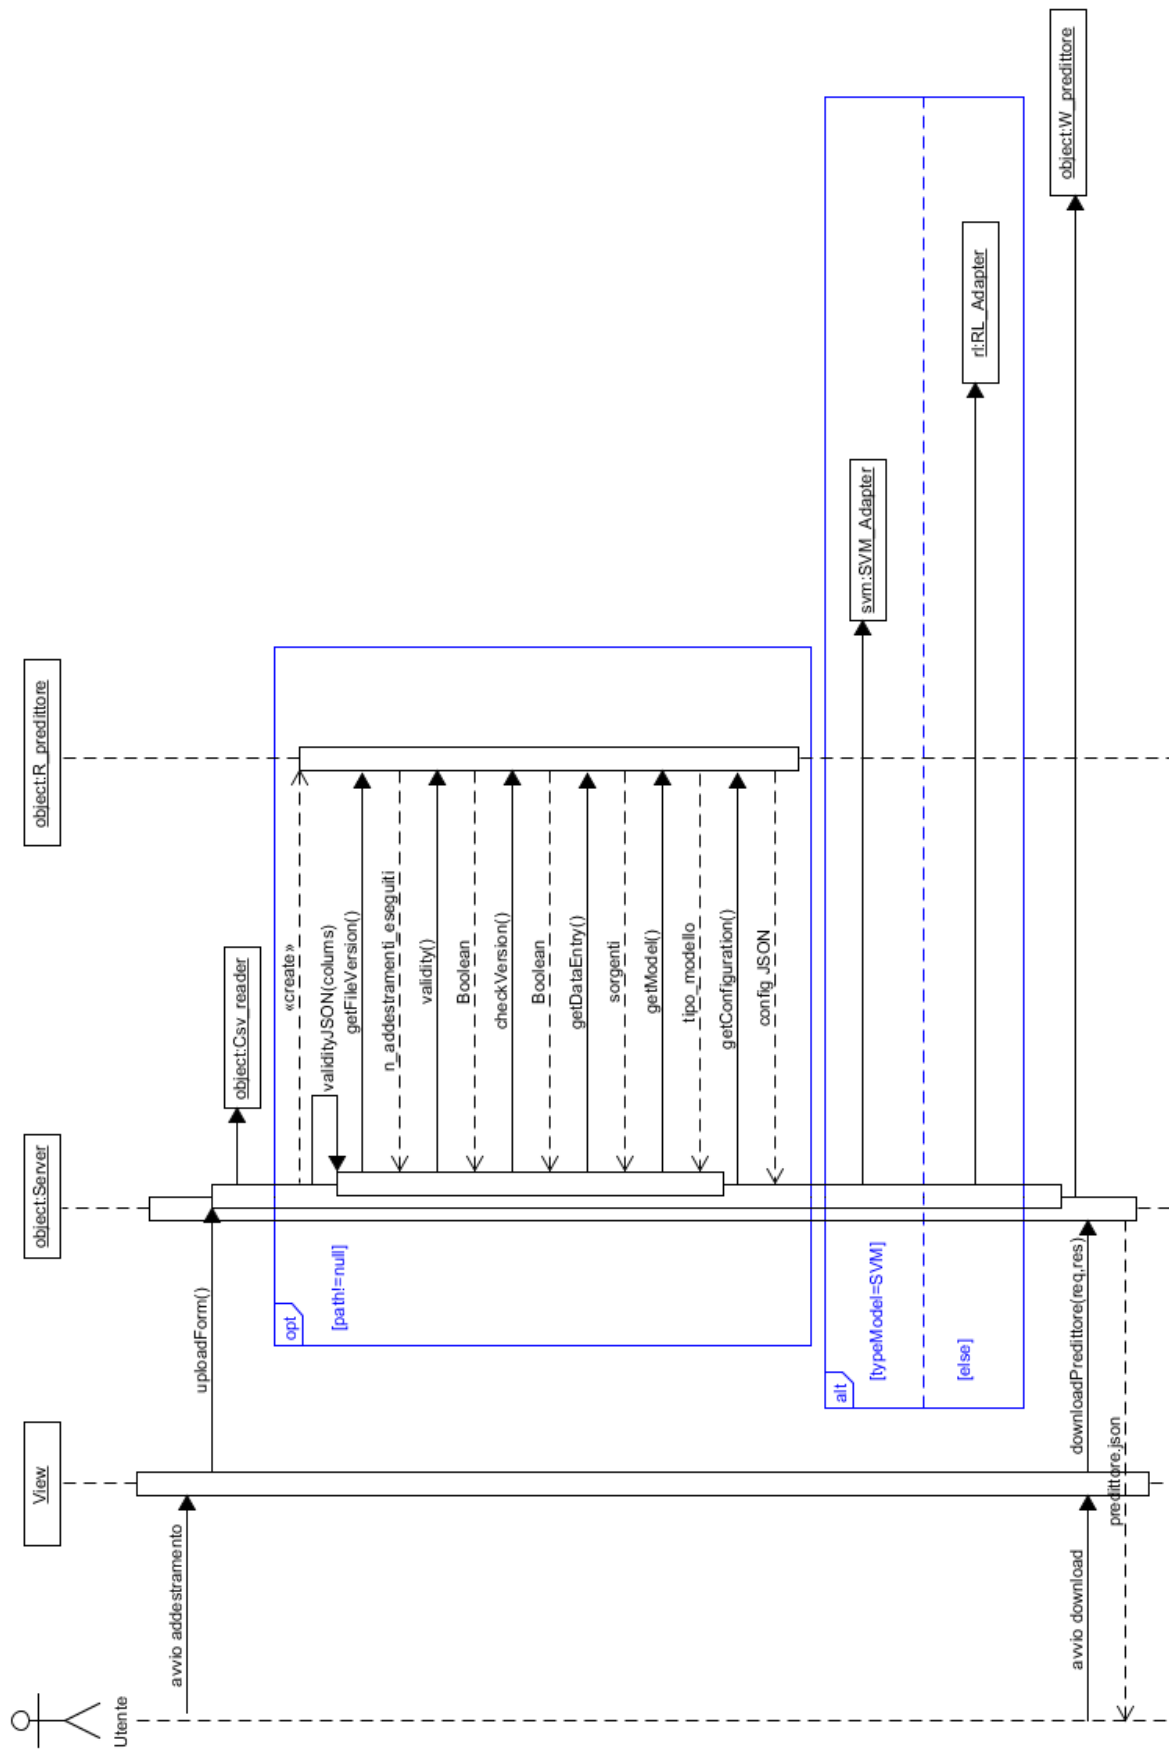 Utente
View
object:Server
object:R_predittore
avvio addestramento
uploadForm()
object:Csv_reader
opt
[path!=null]
«create»
validityJSON(colums)
getFileVersion()
n_addestramenti_eseguiti
validity()
Boolean
checkVersion()
Boolean
getDataEntry()
sorgenti
getModel()
tipo_modello
getConfiguration()
config JSON
alt
[typeModel=SVM]
svm:SVM_Adapter
[else]
rl:RL_Adapter
object:W_predittore
avvio download
downloadPredittore(req,res)
predittore.json